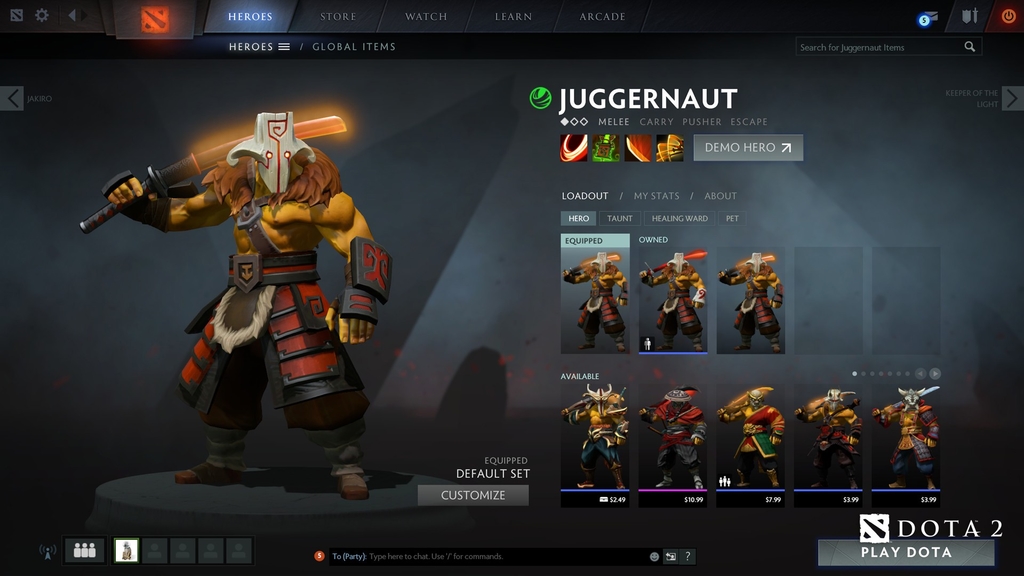 HEROES
STORE
WATCH
LEARN
ARCADE
5
HEROES / GLOBAL ITEMS
Search for Juggernaut Items
JAKIRO
KEEPER OF THE
LIGHT
JUGGERNAUT
MELEE CARRY PUSHER ESCAPE
DEMO HERO
LOADOUT / MY STATS / ABOUT
HERO
TAUNT
HEALING WARD
PET
EQUIPPED
OWNED
AVAILABLE
$2.49
$10.99
$7.99
$3.99
$3.99
EQUIPPED
DEFAULT SET
CUSTOMIZE
5
To (Party): Type here to chat. Use '/' for commands.
?
DOTA 2
PLAY DOTA